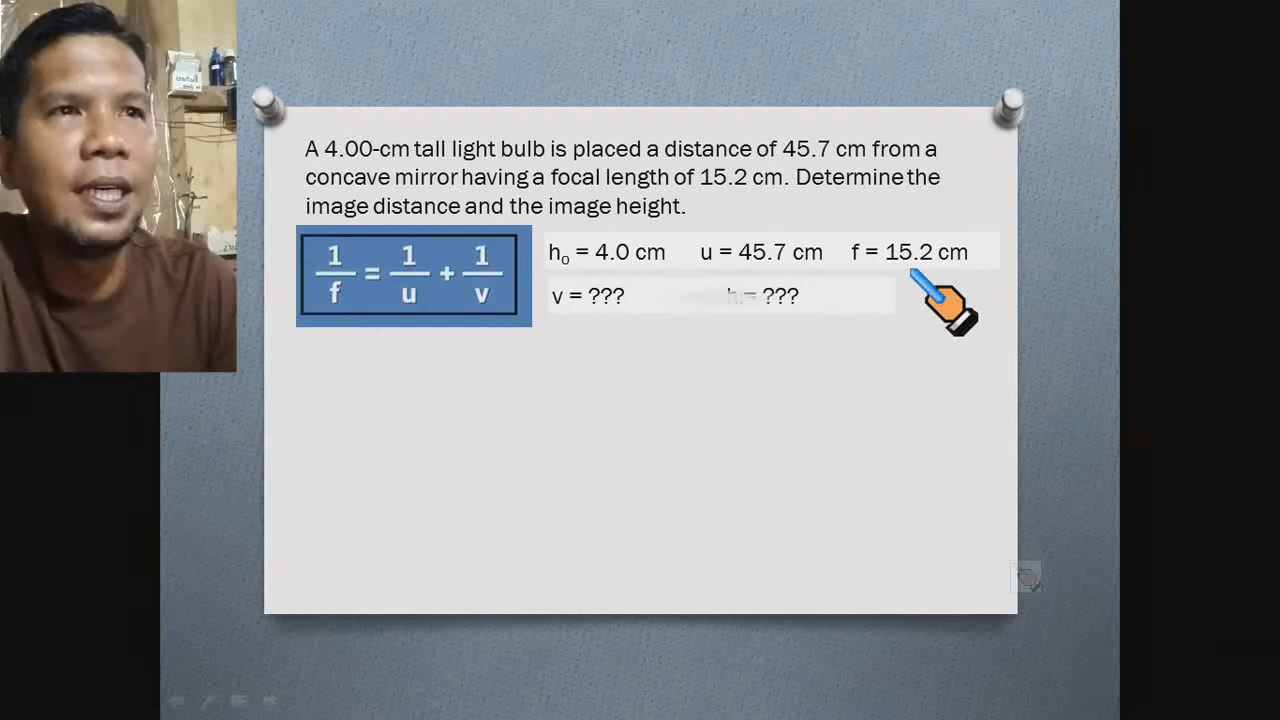 A 4.00-cm tall light bulb is placed a distance of 45.7 cm from a
concave mirror having a focal length of 15.2 cm. Determine the
image distance and the image height.
1/f = 1/u + 1/v
h₀ = 4.0 cm u = 45.7 cm f = 15.2 cm
v = ??? = ???